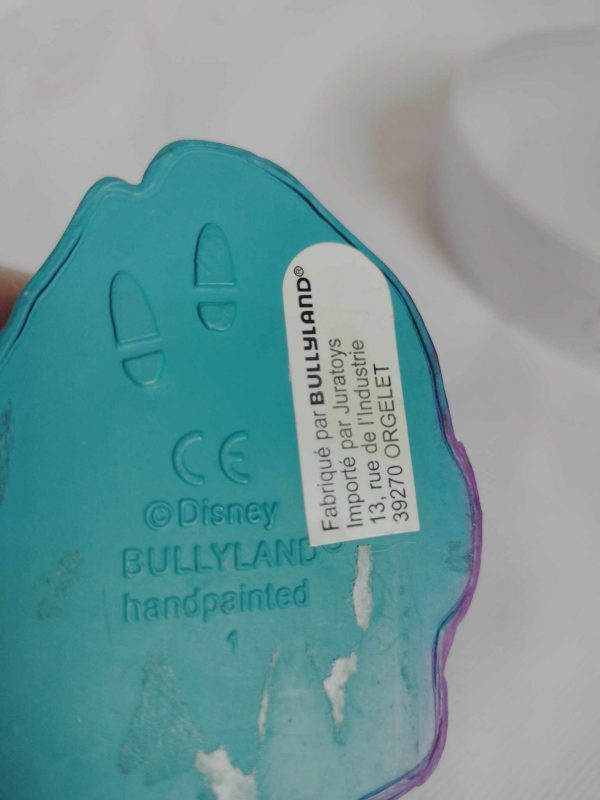 CE
©Disney
BULLYLAND®
handpainted
1
Fabriqué par BULLYLAND®
Importé par Juratoys
13, rue de l'Industrie
39270 ORGELET